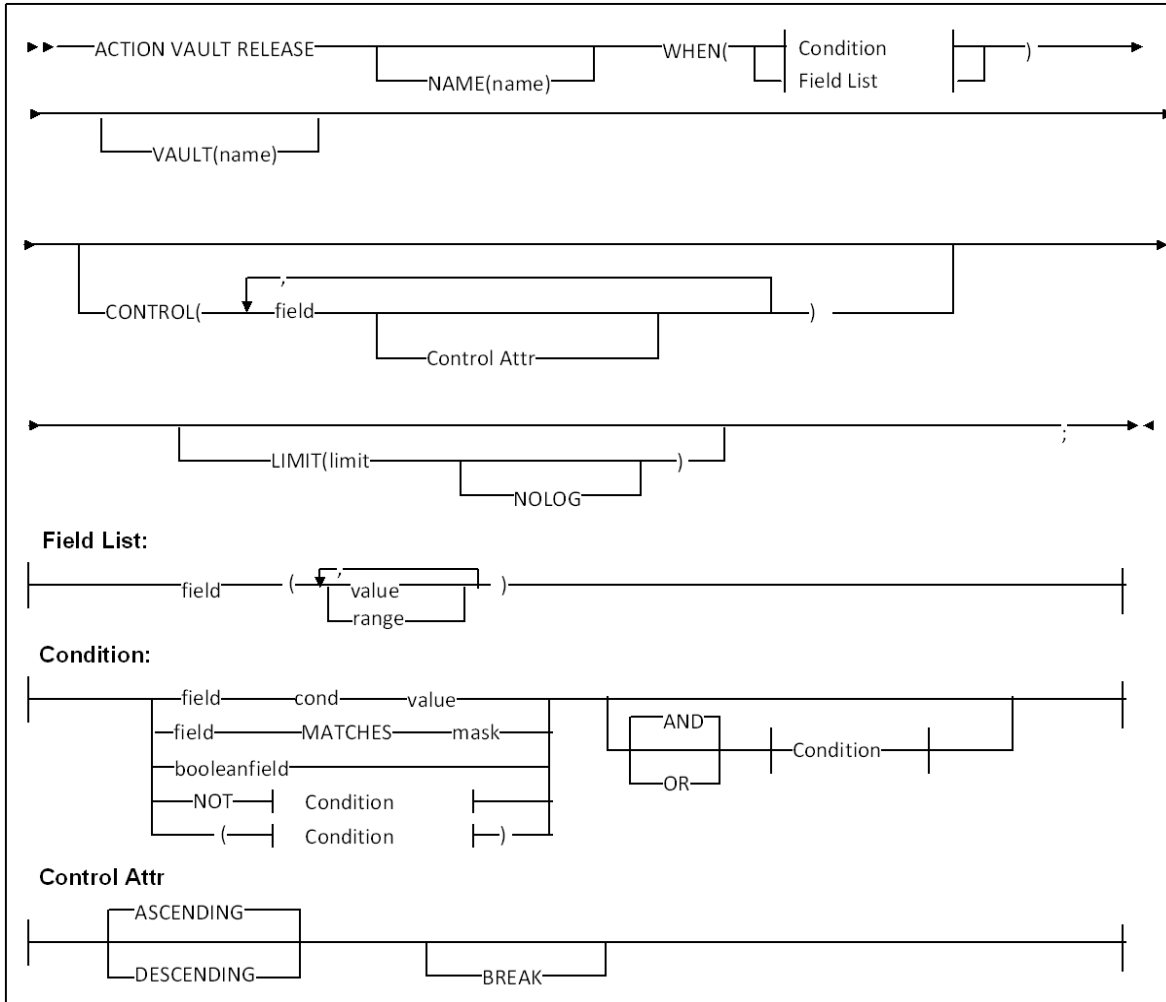 ACTION VAULT RELEASE NAME(name) WHEN( Condition Field List )
VAULT(name)
CONTROL( , field Control Attr )
LIMIT(limit NOLOG ) ;
Field List:
field ( , value range )
Condition:
field cond value
field MATCHES mask
booleanfield
NOT Condition
( Condition )
AND
OR
Condition
Control Attr
ASCENDING
DESCENDING
BREAK